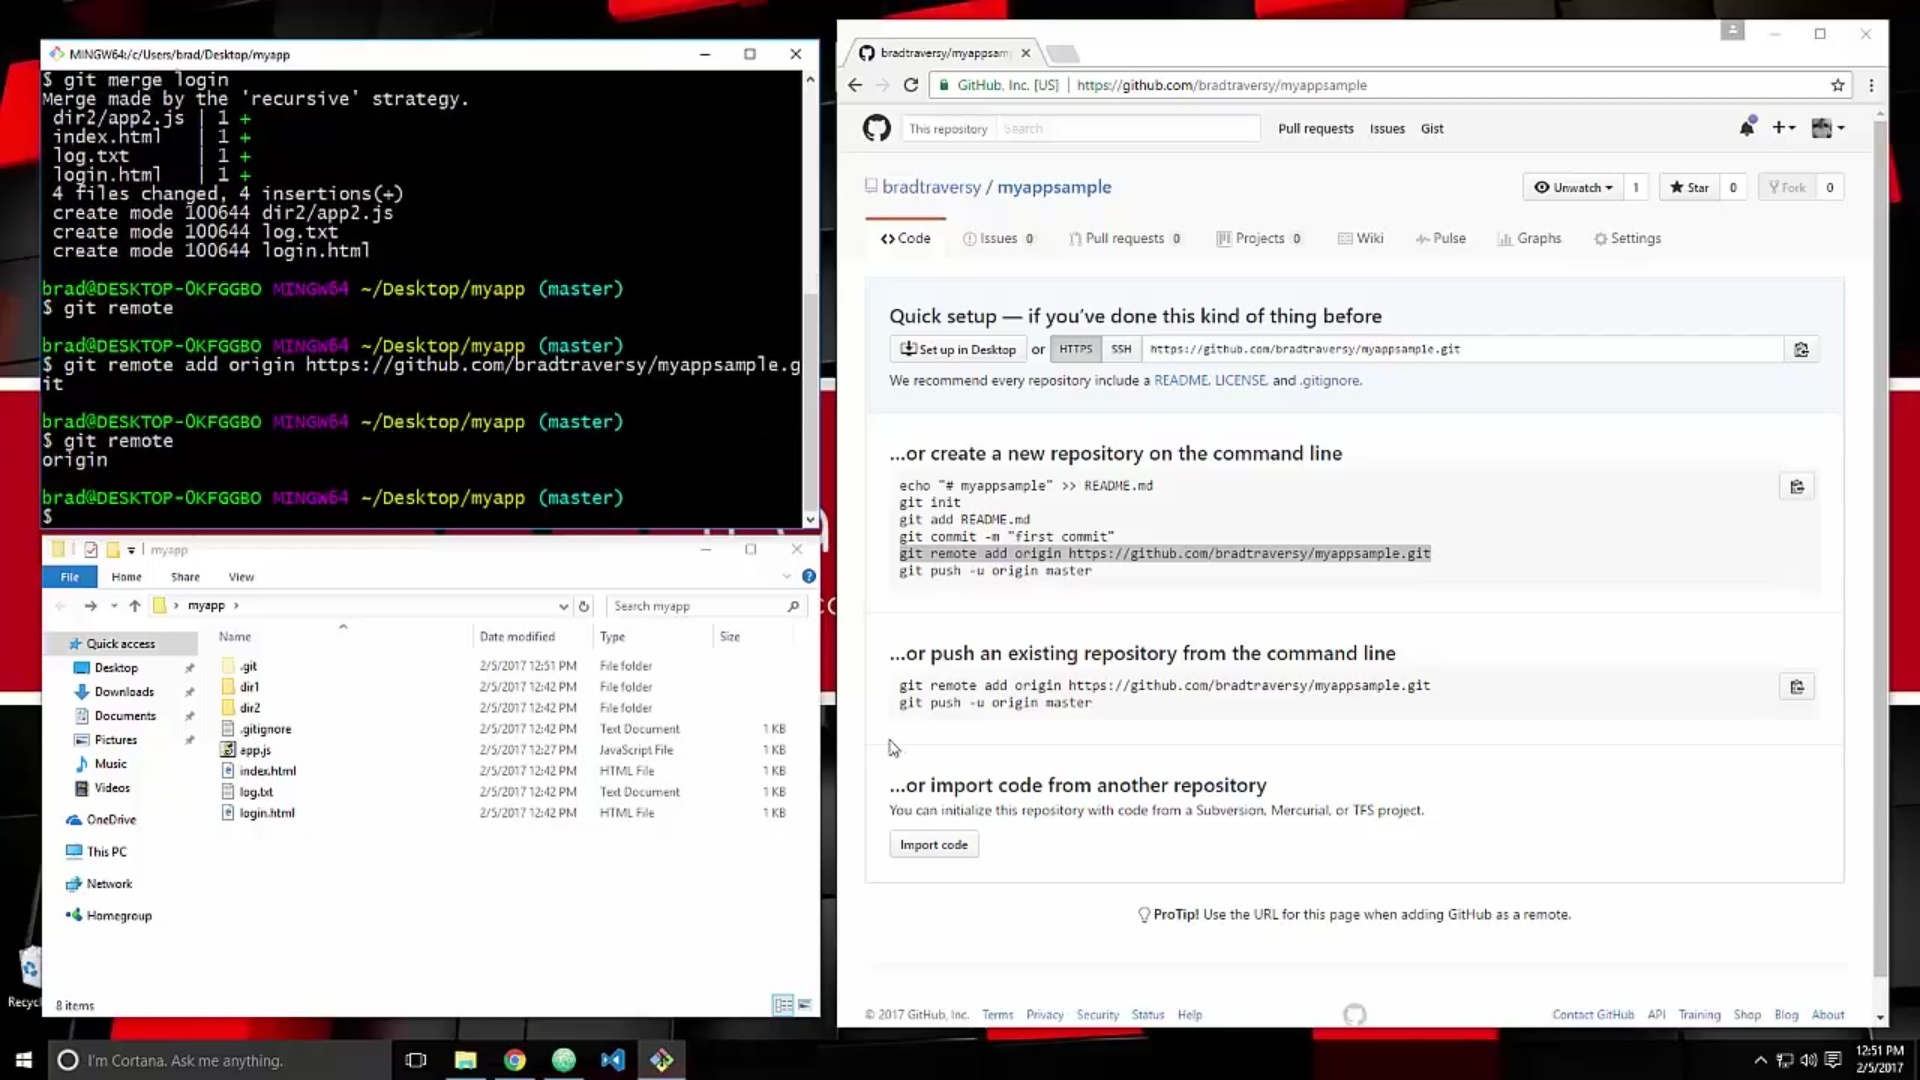 MINGW64:/c/Users/brad/Desktop/myapp
$ git merge login
Merge made by the 'recursive' strategy.
dir2/app2.js | 1 +
index.html | 1 +
log.txt | 1 +
login.html | 1 +
4 files changed, 4 insertions(+)
create mode 100644 dir2/app2.js
create mode 100644 log.txt
create mode 100644 login.html
brad@DESKTOP-0KFGGBO MINGW64 ~/Desktop/myapp (master)
$ git remote
brad@DESKTOP-0KFGGBO MINGW64 ~/Desktop/myapp (master)
$ git remote add origin https://github.com/bradtraversy/myappsample.g
it
brad@DESKTOP-0KFGGBO MINGW64 ~/Desktop/myapp (master)
$ git remote
origin
brad@DESKTOP-0KFGGBO MINGW64 ~/Desktop/myapp (master)
$
myapp
File Home Share View
myapp
Search myapp
Name Date modified Type Size
Quick access
Desktop
Downloads
Documents
Pictures
Music
Videos
OneDrive
This PC
Network
Homegroup
.git 2/5/2017 12:51 PM File folder
dir1 2/5/2017 12:42 PM File folder
dir2 2/5/2017 12:42 PM File folder
.gitignore 2/5/2017 12:42 PM Text Document 1 KB
app.js 2/5/2017 12:27 PM JavaScript File 1 KB
index.html 2/5/2017 12:42 PM HTML File 1 KB
log.txt 2/5/2017 12:42 PM Text Document 1 KB
login.html 2/5/2017 12:42 PM HTML File 1 KB
8 items
bradtraversy/myappsam
GitHub, Inc. [US] | https://github.com/bradtraversy/myappsample
This repository Search Pull requests Issues Gist
bradtraversy / myappsample
Unwatch 1 Star 0 Fork 0
<> Code Issues 0 Pull requests 0 Projects 0 Wiki Pulse Graphs Settings
Quick setup — if you've done this kind of thing before
Set up in Desktop or HTTPS SSH https://github.com/bradtraversy/myappsample.git
We recommend every repository include a README, LICENSE, and .gitignore.
…or create a new repository on the command line
echo "# myappsample" >> README.md
git init
git add README.md
git commit -m "first commit"
git remote add origin https://github.com/bradtraversy/myappsample.git
git push -u origin master
…or push an existing repository from the command line
git remote add origin https://github.com/bradtraversy/myappsample.git
git push -u origin master
…or import code from another repository
You can initialize this repository with code from a Subversion, Mercurial, or TFS project.
Import code
ProTip! Use the URL for this page when adding GitHub as a remote.
© 2017 GitHub, Inc. Terms Privacy Security Status Help
Contact GitHub API Training Shop Blog About
Recycl
I'm Cortana. Ask me anything.
12:51 PM
2/5/2017